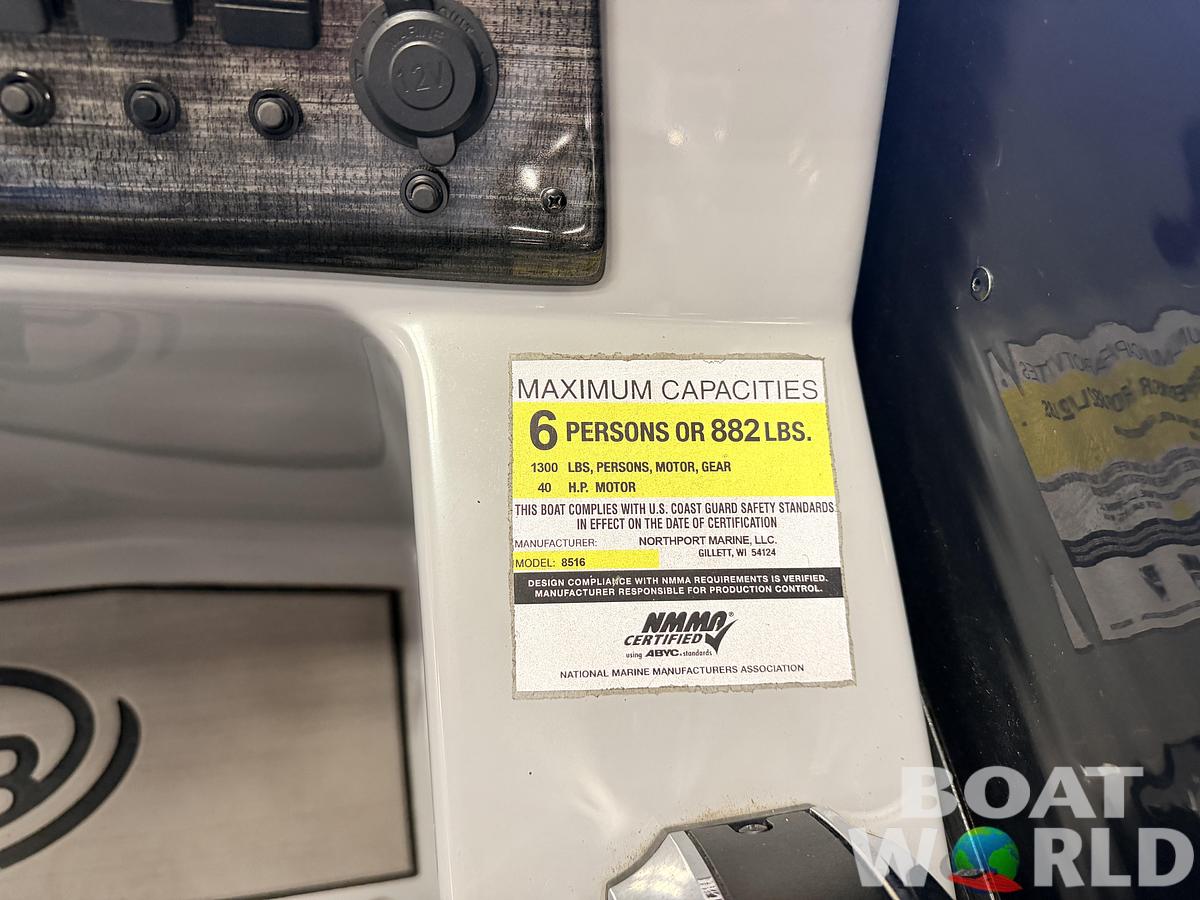 MARINE
OUTLET
12V
MAXIMUM CAPACITIES
6 PERSONS OR 882 LBS.
1300 LBS, PERSONS, MOTOR, GEAR
40 H.P. MOTOR
THIS BOAT COMPLIES WITH U.S. COAST GUARD SAFETY STANDARDS
IN EFFECT ON THE DATE OF CERTIFICATION
MANUFACTURER: NORTHPORT MARINE, LLC.
GILLETT, WI 54124
MODEL: 8516
DESIGN COMPLIANCE WITH NMMA REQUIREMENTS IS VERIFIED.
MANUFACTURER RESPONSIBLE FOR PRODUCTION CONTROL.
NMMA®
CERTIFIED
using ABYC standards
NATIONAL MARINE MANUFACTURERS ASSOCIATION
BOAT
WORLD